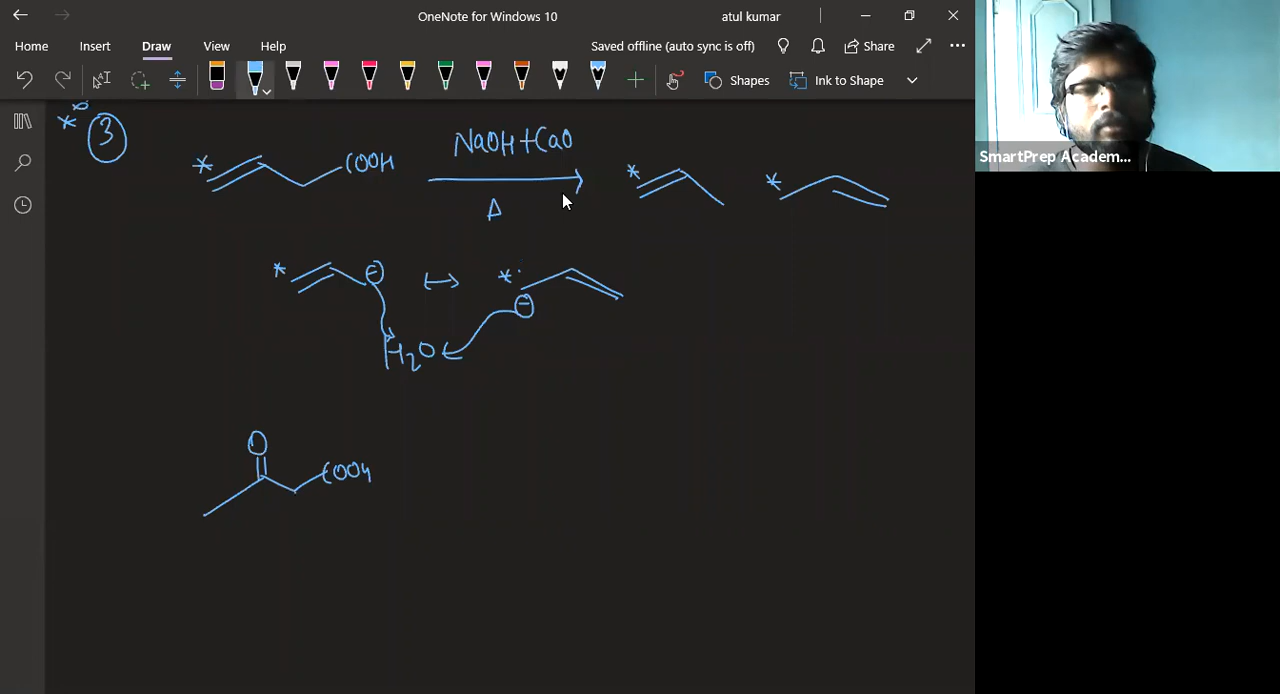 OneNote for Windows 10
atul kumar
Home Insert Draw View Help
Saved offline (auto sync is off)
Share
Shapes
Ink to Shape
SmartPrep Academ...
* 3
* COOH
NaOH+CaO
Δ
*
*
* ⊖ ↔ * ⊖
H2O
O
COOH